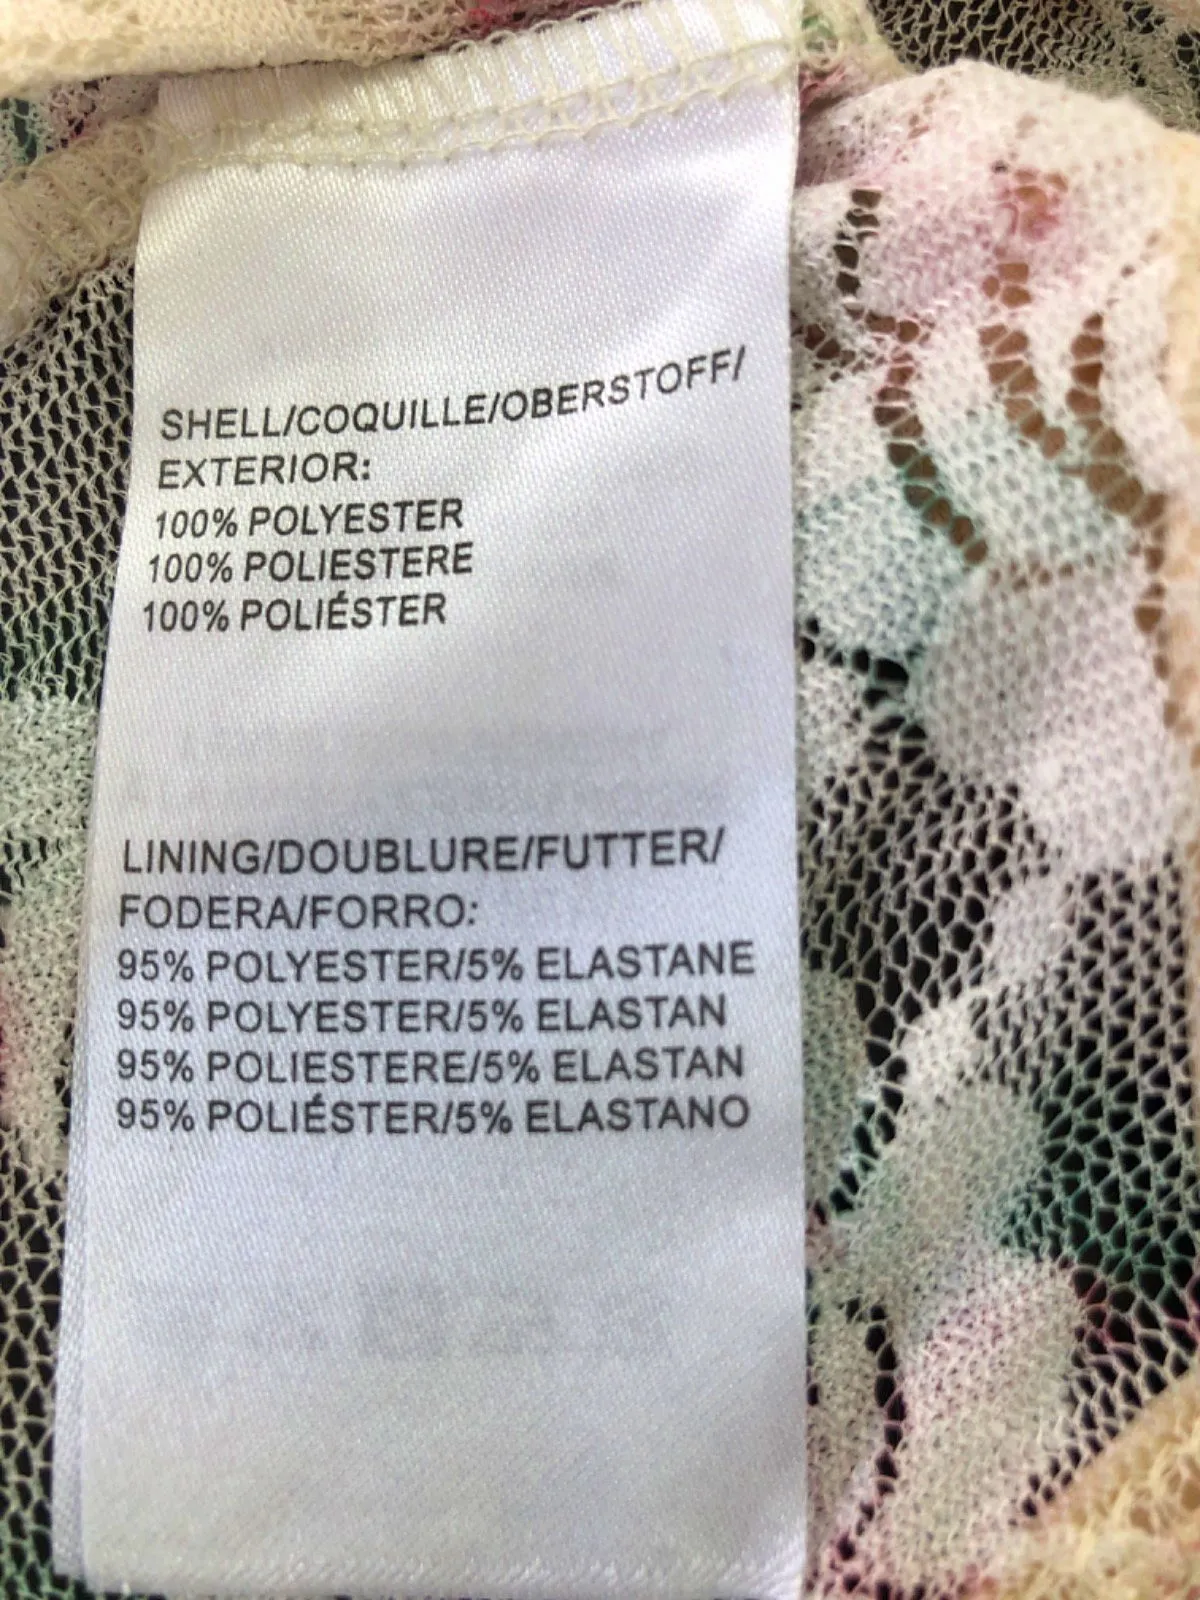 SHELL/COQUILLE/OBERSTOFF/
EXTERIOR:
100% POLYESTER
100% POLIESTERE
100% POLIÉSTER
LINING/DOUBLURE/FUTTER/
FODERA/FORRO:
95% POLYESTER/5% ELASTANE
95% POLYESTER/5% ELASTAN
95% POLIESTERE/5% ELASTAN
95% POLIÉSTER/5% ELASTANO